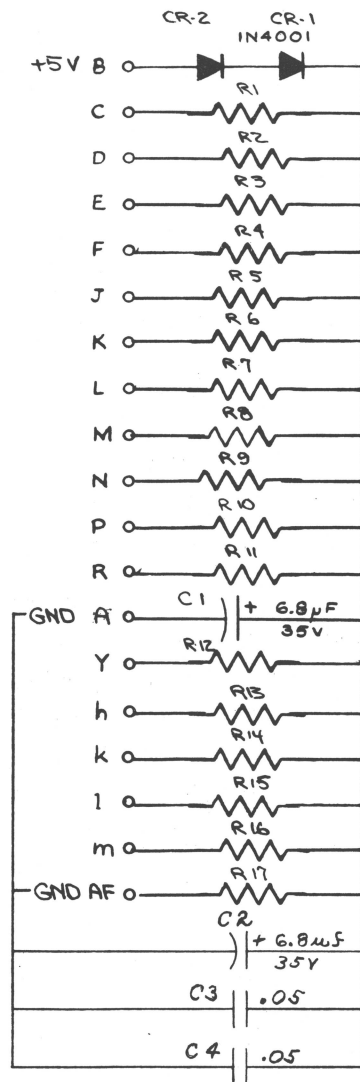 CR-2 CR-1
1N4001
+5V B
R1
C
R2
D
R3
E
R4
F
R5
J
R6
K
R7
L
R8
M
R9
N
R10
P
R11
R
C1 + 6.8µF
GND A
35V
R12
Y
R13
h
R14
k
R15
l
R16
m
R17
GND AF
C2
+ 6.8uf
35V
C3 .05
C4 .05